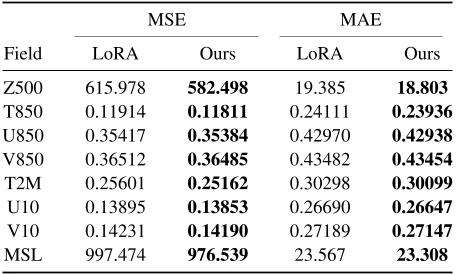 MSE MAE
Field LoRA Ours LoRA Ours
Z500 615.978 582.498 19.385 18.803
T850 0.11914 0.11811 0.24111 0.23936
U850 0.35417 0.35384 0.42970 0.42938
V850 0.36512 0.36485 0.43482 0.43454
T2M 0.25601 0.25162 0.30298 0.30099
U10 0.13895 0.13853 0.26690 0.26647
V10 0.14231 0.14190 0.27189 0.27147
MSL 997.474 976.539 23.567 23.308